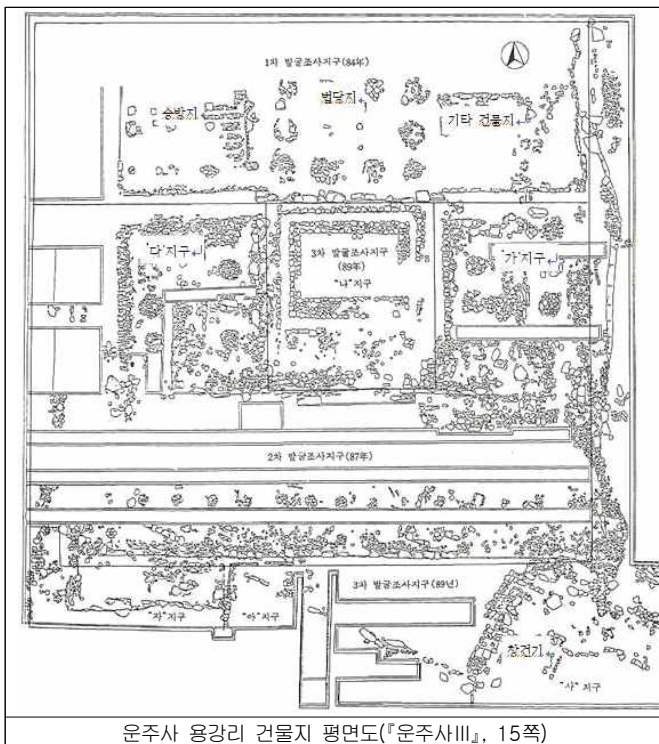 1차 발굴조사지구(84年)
승방지
법당지
기타 건물지
"다"지구
3차 발굴조사지구
(89年)
"나"지구
"가"지구
2차 발굴조사지구(87年)
3차 발굴조사지구(89년)
"자"지구
"아"지구
창건기
"사"지구
운주사 용강리 건물지 평면도(『운주사Ⅲ』, 15쪽)